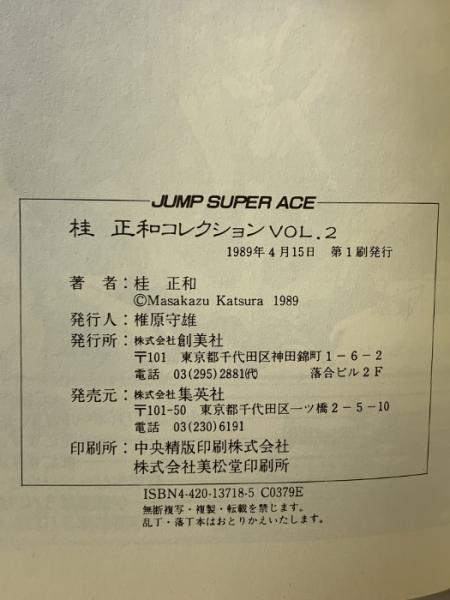 JUMP SUPER ACE
桂 正和コレクション VOL.2
1989年4月15日 第1刷発行
著 者：桂 正和
©Masakazu Katsura 1989
発行人：椎原守雄
発行所：株式会社 創美社
〒101 東京都千代田区神田錦町1-6-2
電話 03(295)2881㈹ 落合ビル2F
発売元：株式会社 集英社
〒101-50 東京都千代田区一ツ橋2-5-10
電話 03(230)6191
印刷所：中央精版印刷株式会社
株式会社美松堂印刷所
ISBN4-420-13718-5 C0379E
無断複写・複製・転載を禁じます。
乱丁・落丁本はおとりかえいたします。